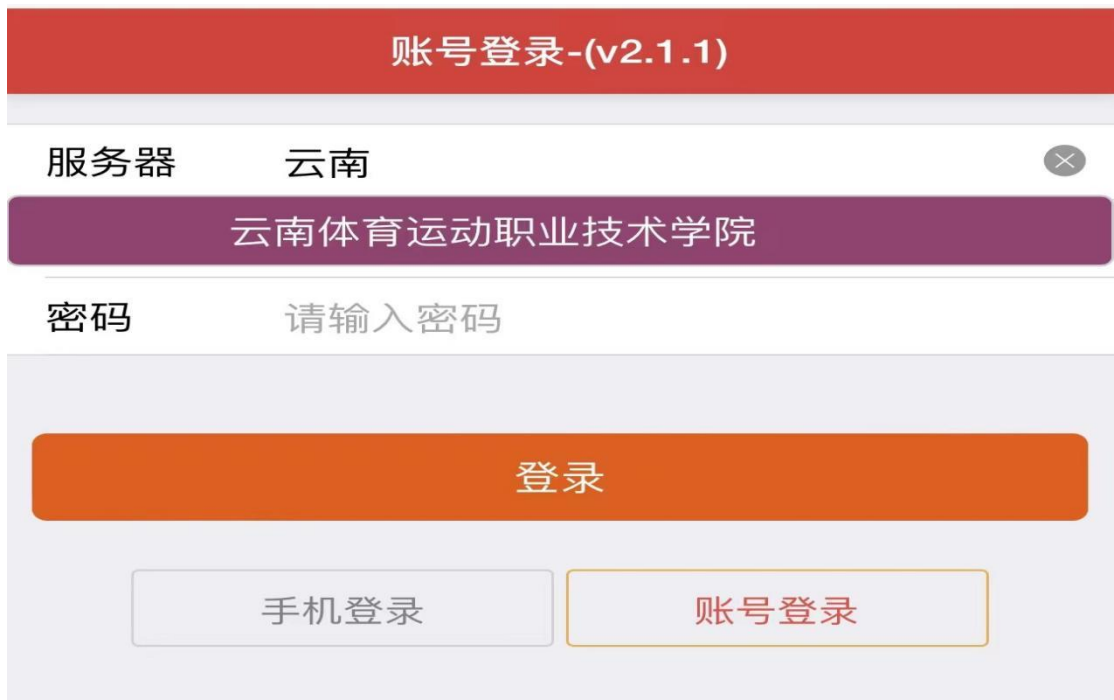 账号登录-(v2.1.1)
服务器 云南
云南体育运动职业技术学院
密码 请输入密码
登录
手机登录 账号登录